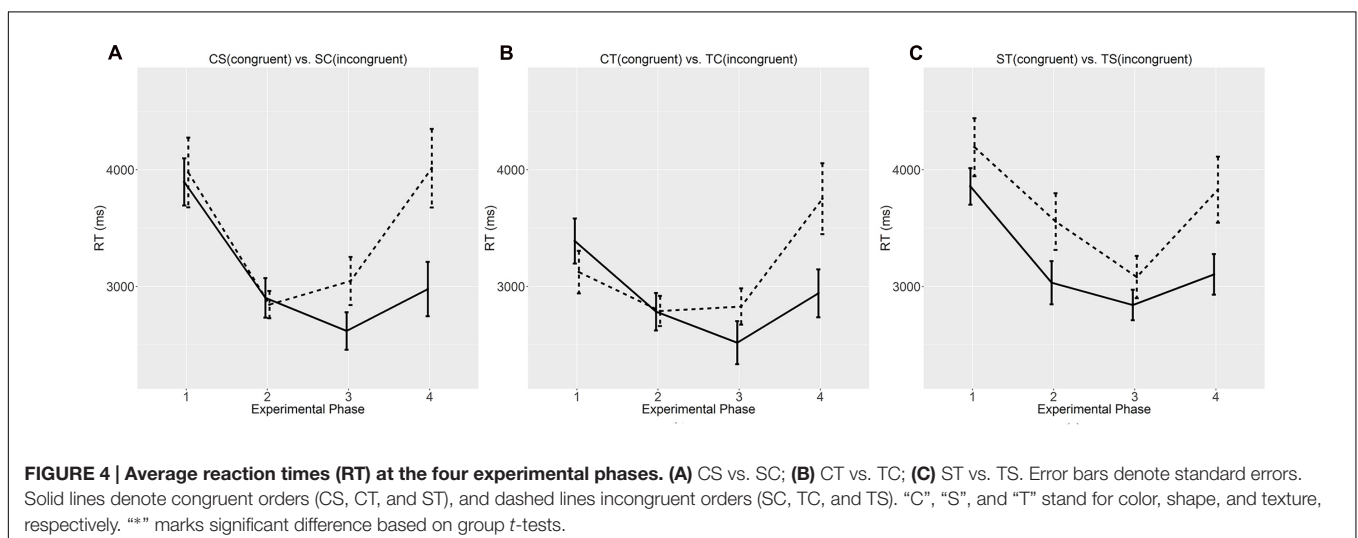 A
CS(congruent) vs. SC(incongruent)
4000
3000
RT (ms)
1 2 3 4
Experimental Phase
B
CT(congruent) vs. TC(incongruent)
4000
3000
RT (ms)
1 2 3 4
Experimental Phase
C
ST(congruent) vs. TS(incongruent)
4000
3000
RT (ms)
1 2 3 4
Experimental Phase
FIGURE 4 | Average reaction times (RT) at the four experimental phases. (A) CS vs. SC; (B) CT vs. TC; (C) ST vs. TS. Error bars denote standard errors.
Solid lines denote congruent orders (CS, CT, and ST), and dashed lines incongruent orders (SC, TC, and TS). “C”, “S”, and “T” stand for color, shape, and texture,
respectively. “*” marks significant difference based on group t-tests.